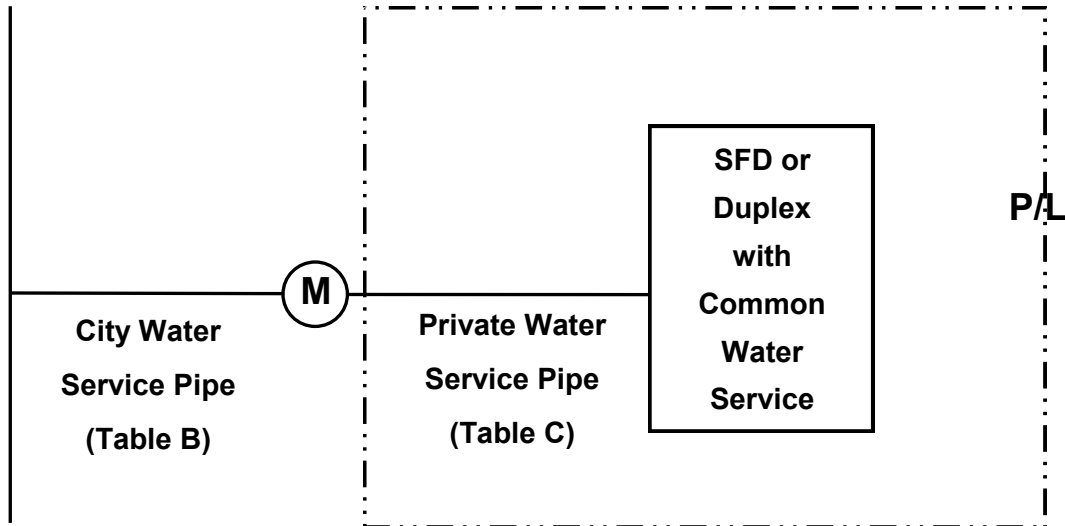 City Water
Service Pipe
(Table B)
M
Private Water
Service Pipe
(Table C)
SFD or
Duplex
with
Common
Water
Service
P/L